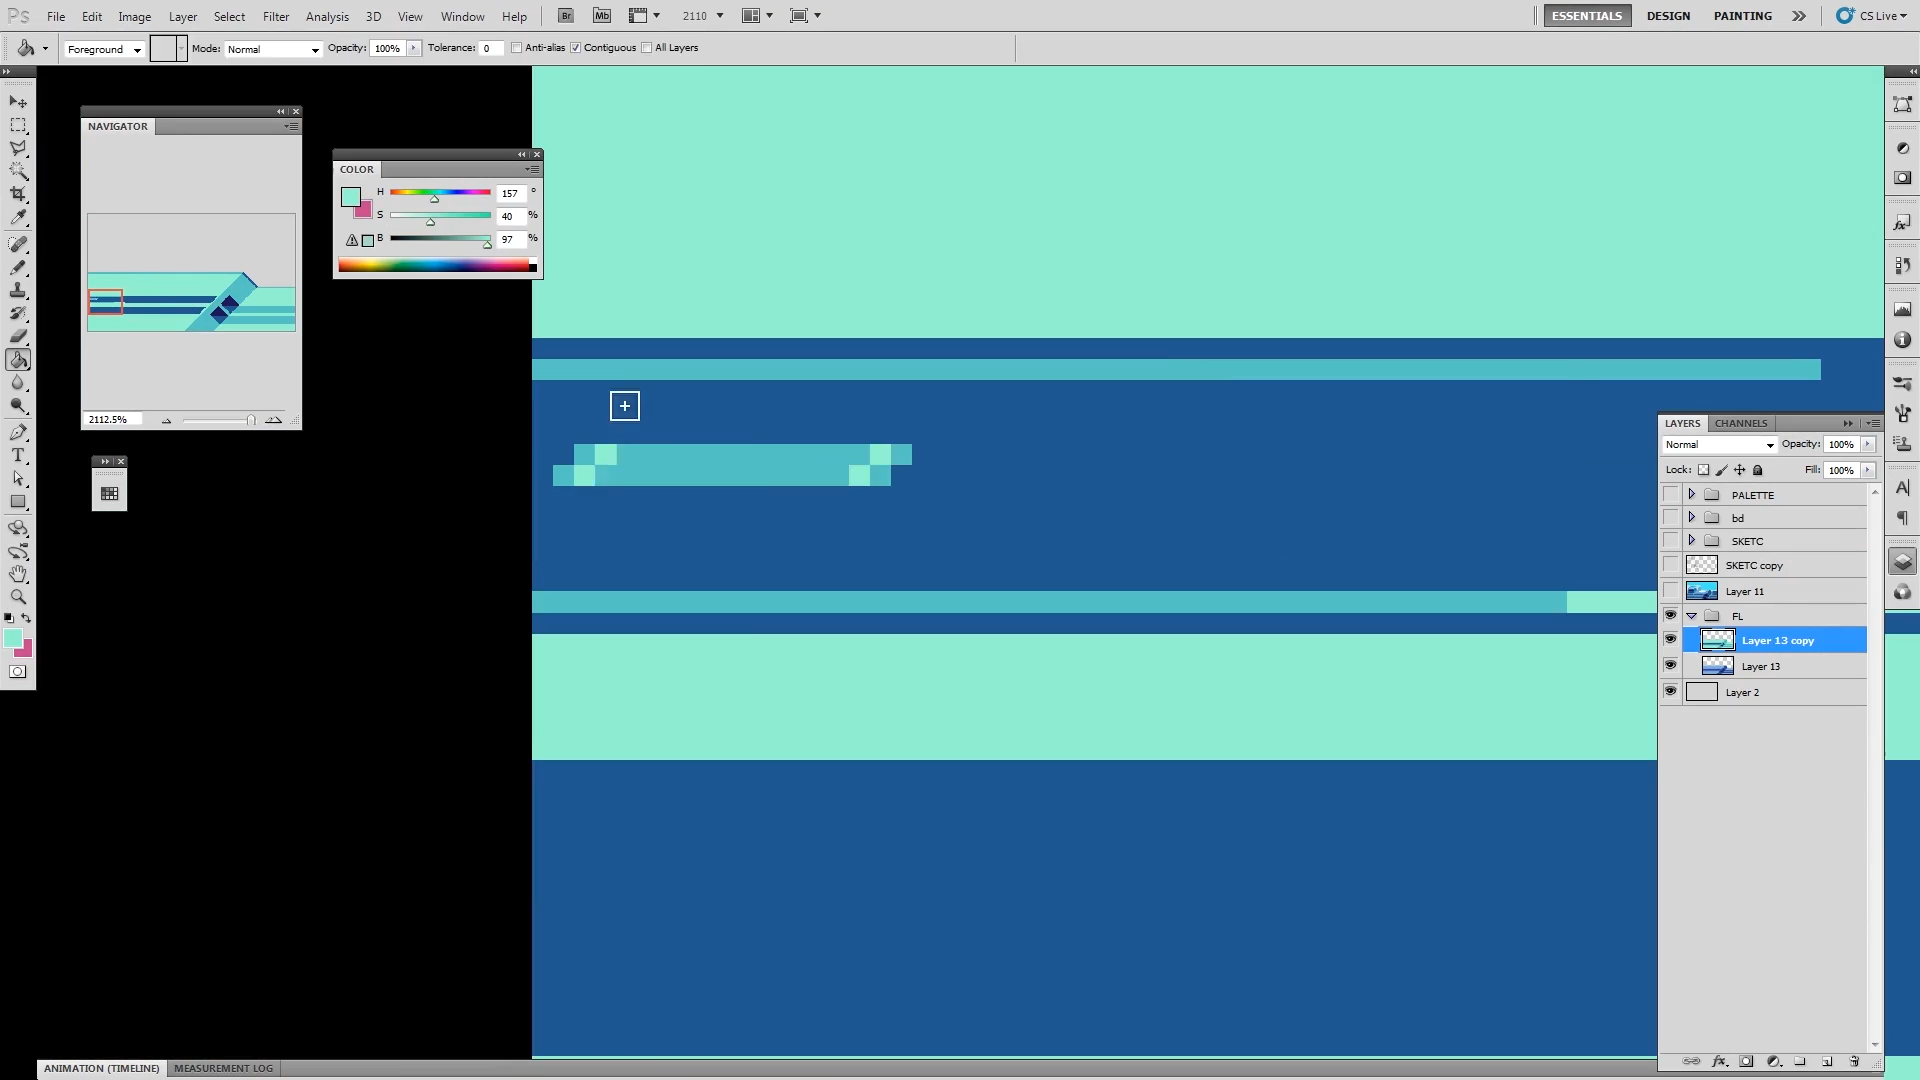 Ps File Edit Image Layer Select Filter Analysis 3D View Window Help Br Mb 2110 ESSENTIALS DESIGN PAINTING CS Live
Foreground Mode: Normal Opacity: 100% Tolerance: 0 Anti-alias Contiguous All Layers
NAVIGATOR
2112.5%
COLOR
H 157 °
S 40 %
B 97 %
LAYERS CHANNELS
Normal Opacity: 100%
Lock: Fill: 100%
PALETTE
bd
SKETC
SKETC copy
Layer 11
FL
Layer 13 copy
Layer 13
Layer 2
ANIMATION (TIMELINE) MEASUREMENT LOG